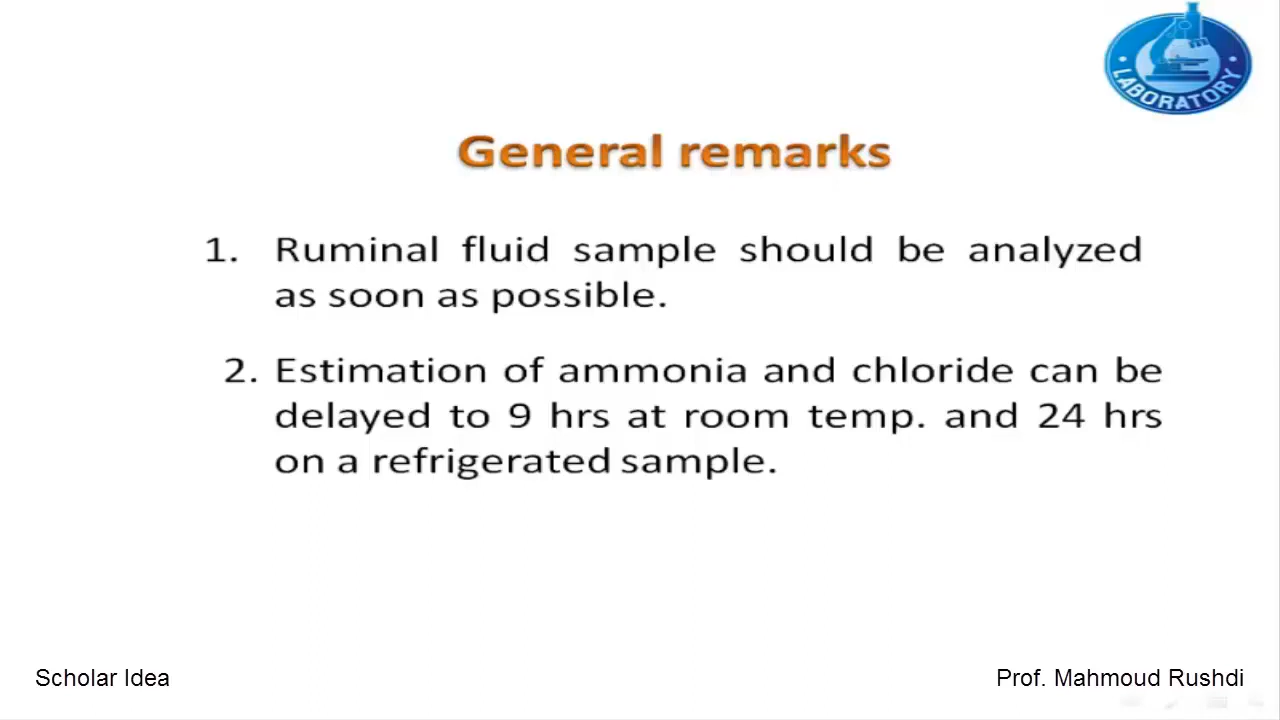 LABORATORY
General remarks
1. Ruminal fluid sample should be analyzed
as soon as possible.
2. Estimation of ammonia and chloride can be
delayed to 9 hrs at room temp. and 24 hrs
on a refrigerated sample.
Scholar Idea
Prof. Mahmoud Rushdi